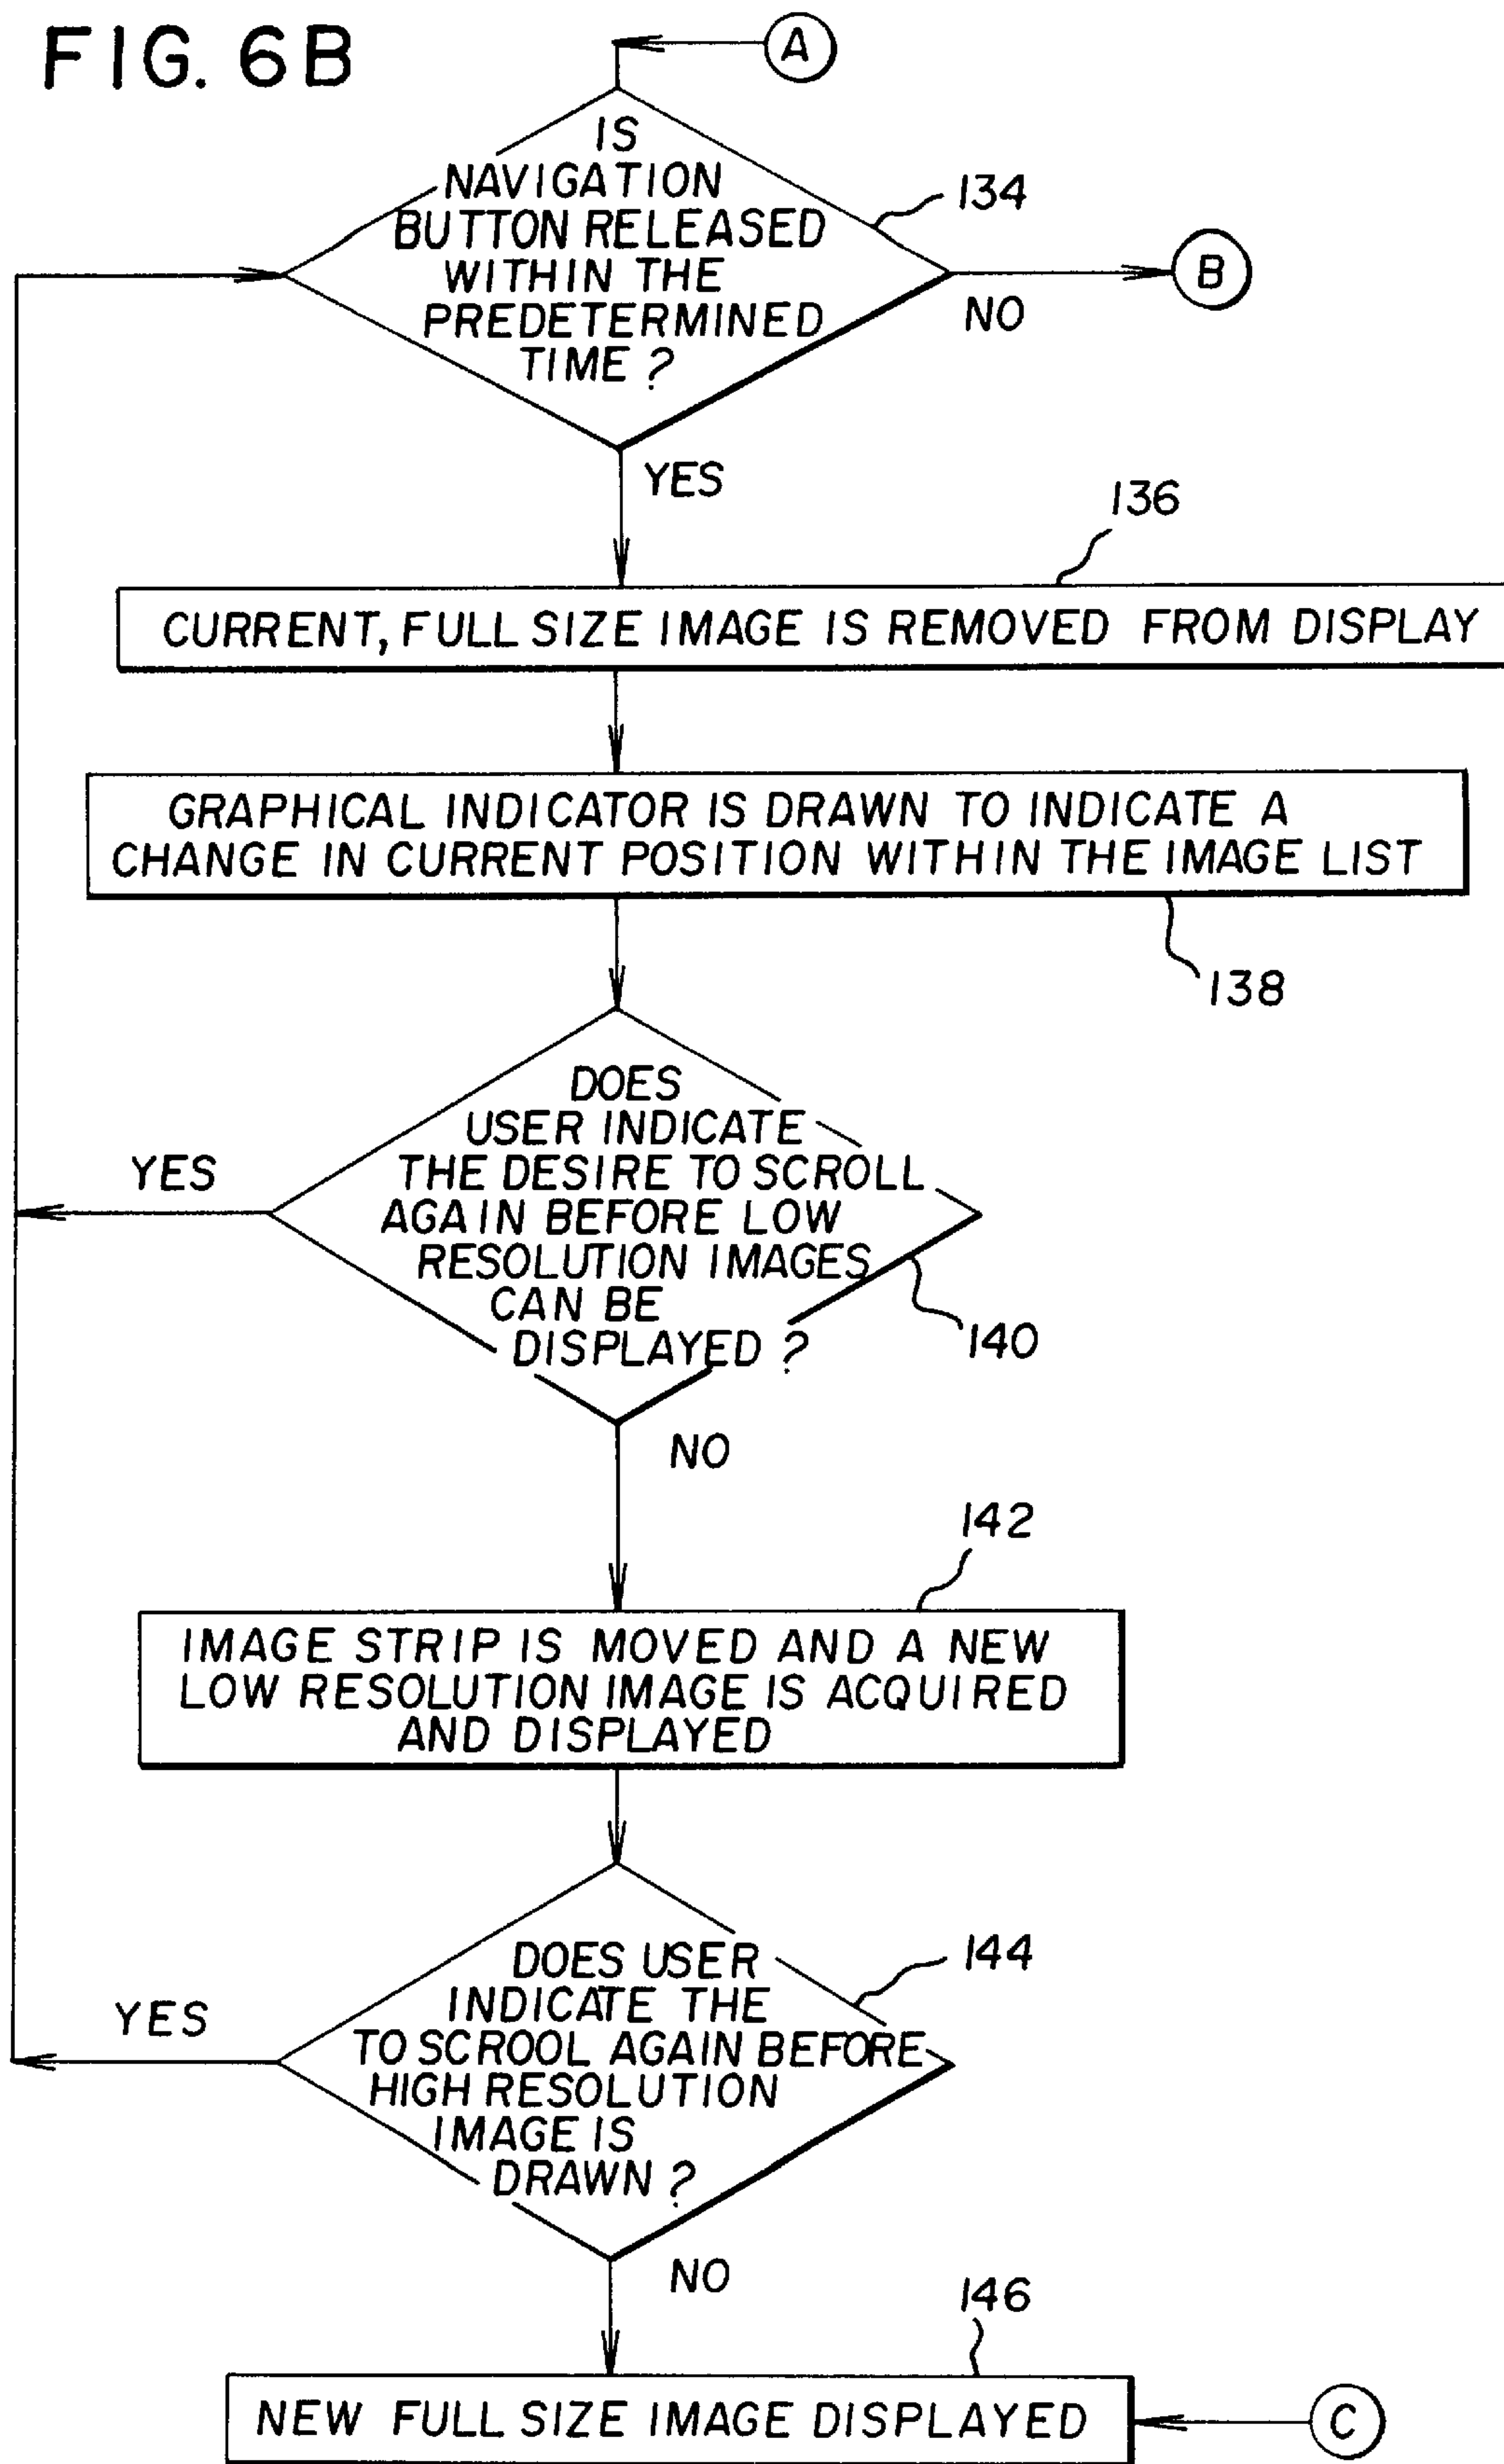 FIG. 6B
A
IS
NAVIGATION
BUTTON RELEASED
WITHIN THE
PREDETERMINED
TIME ?
134
B
NO
YES
136
CURRENT, FULL SIZE IMAGE IS REMOVED FROM DISPLAY
GRAPHICAL INDICATOR IS DRAWN TO INDICATE A
CHANGE IN CURRENT POSITION WITHIN THE IMAGE LIST
138
DOES
USER INDICATE
THE DESIRE TO SCROLL
AGAIN BEFORE LOW
RESOLUTION IMAGES
CAN BE
DISPLAYED ?
YES
140
NO
142
IMAGE STRIP IS MOVED AND A NEW
LOW RESOLUTION IMAGE IS ACQUIRED
AND DISPLAYED
DOES USER
INDICATE THE
TO SCROOL AGAIN BEFORE
HIGH RESOLUTION
IMAGE IS
DRAWN ?
144
YES
NO
146
NEW FULL SIZE IMAGE DISPLAYED
C